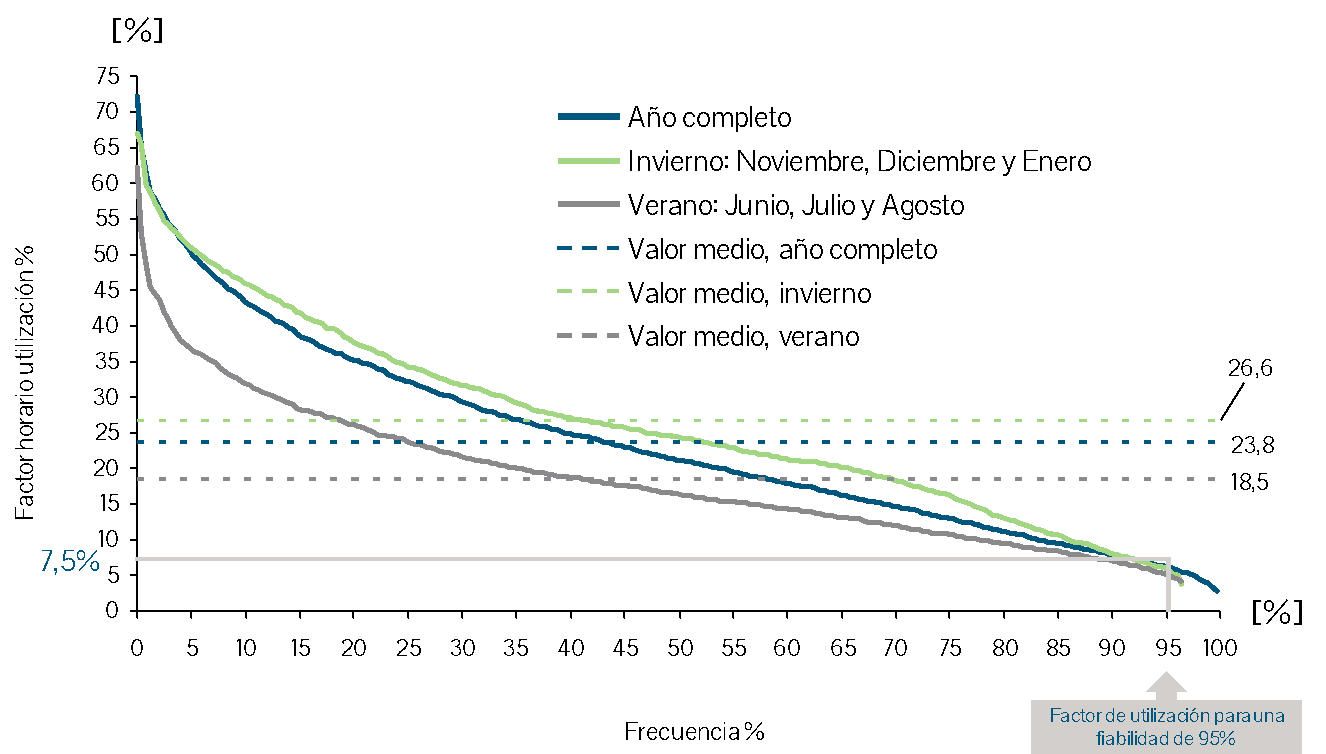 [%]
Factor horario utilización %
75
70
65
60
55
50
45
40
35
30
25
20
15
10
5
0
7,5%
Año completo
Invierno: Noviembre, Diciembre y Enero
Verano: Junio, Julio y Agosto
Valor medio, año completo
Valor medio, invierno
Valor medio, verano
26,6
23,8
18,5
[%]
0 5 10 15 20 25 30 35 40 45 50 55 60 65 70 75 80 85 90 95 100
Frecuencia %
Factor de utilización para una
fiabilidad de 95%